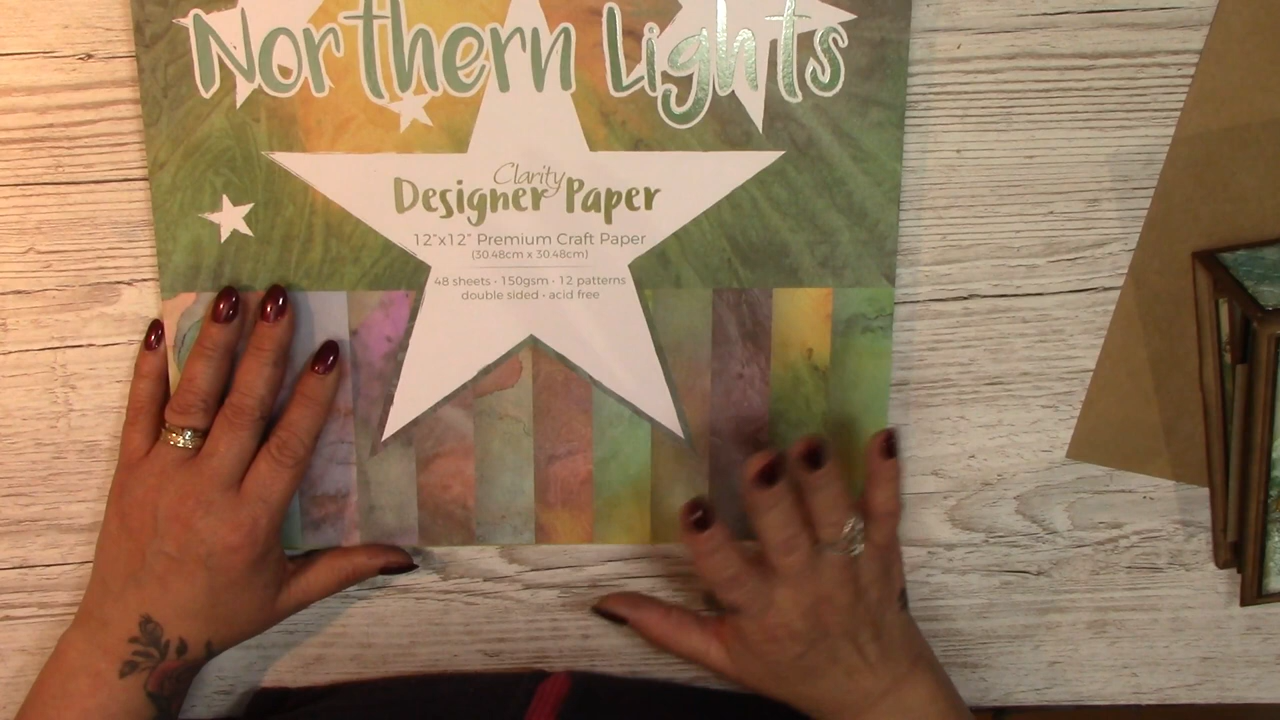 Northern Lights
Clarity
Designer Paper
12"x12" Premium Craft Paper
(30.48cm x 30.48cm)
48 sheets • 150gsm • 12 patterns
double sided • acid free